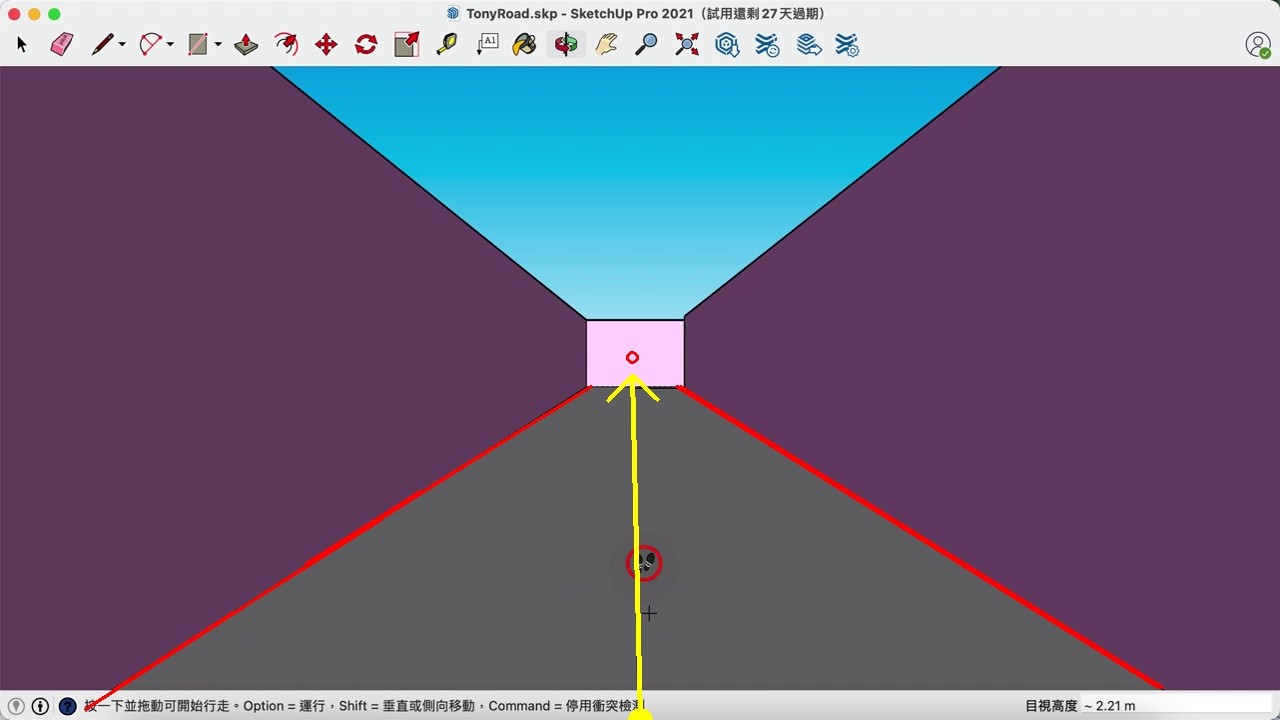 TonyRoad.skp - SketchUp Pro 2021（試用還剩 27 天過期）
A1
按一下並拖動可開始行走。Option = 運行，Shift = 垂直或側向移動，Command = 停用衝突檢測
目視高度 ~ 2.21 m